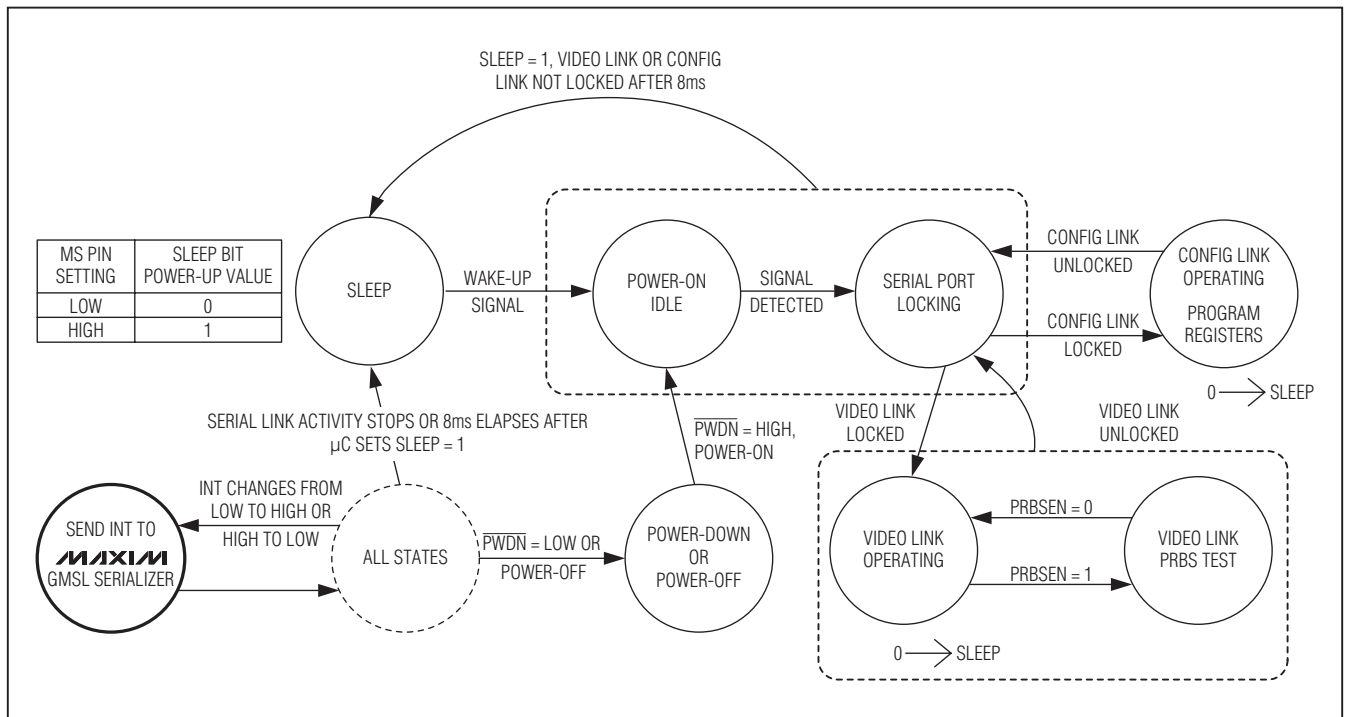 SLEEP = 1, VIDEO LINK OR CONFIG
LINK NOT LOCKED AFTER 8ms
MS PIN
SETTING
SLEEP BIT
POWER-UP VALUE
LOW
0
HIGH
1
SLEEP
WAKE-UP
SIGNAL
POWER-ON
IDLE
SIGNAL
DETECTED
SERIAL PORT
LOCKING
CONFIG LINK
UNLOCKED
CONFIG LINK
LOCKED
CONFIG LINK
OPERATING
PROGRAM
REGISTERS
0 → SLEEP
SERIAL LINK ACTIVITY STOPS OR 8ms ELAPSES AFTER
μC SETS SLEEP = 1
PWDN = HIGH,
POWER-ON
VIDEO LINK
LOCKED
VIDEO LINK
UNLOCKED
SEND INT TO
MAXIM
GMSL SERIALIZER
INT CHANGES FROM
LOW TO HIGH OR
HIGH TO LOW
ALL STATES
PWDN = LOW OR
POWER-OFF
POWER-DOWN
OR
POWER-OFF
VIDEO LINK
OPERATING
PRBSEN = 0
PRBSEN = 1
VIDEO LINK
PRBS TEST
0 → SLEEP